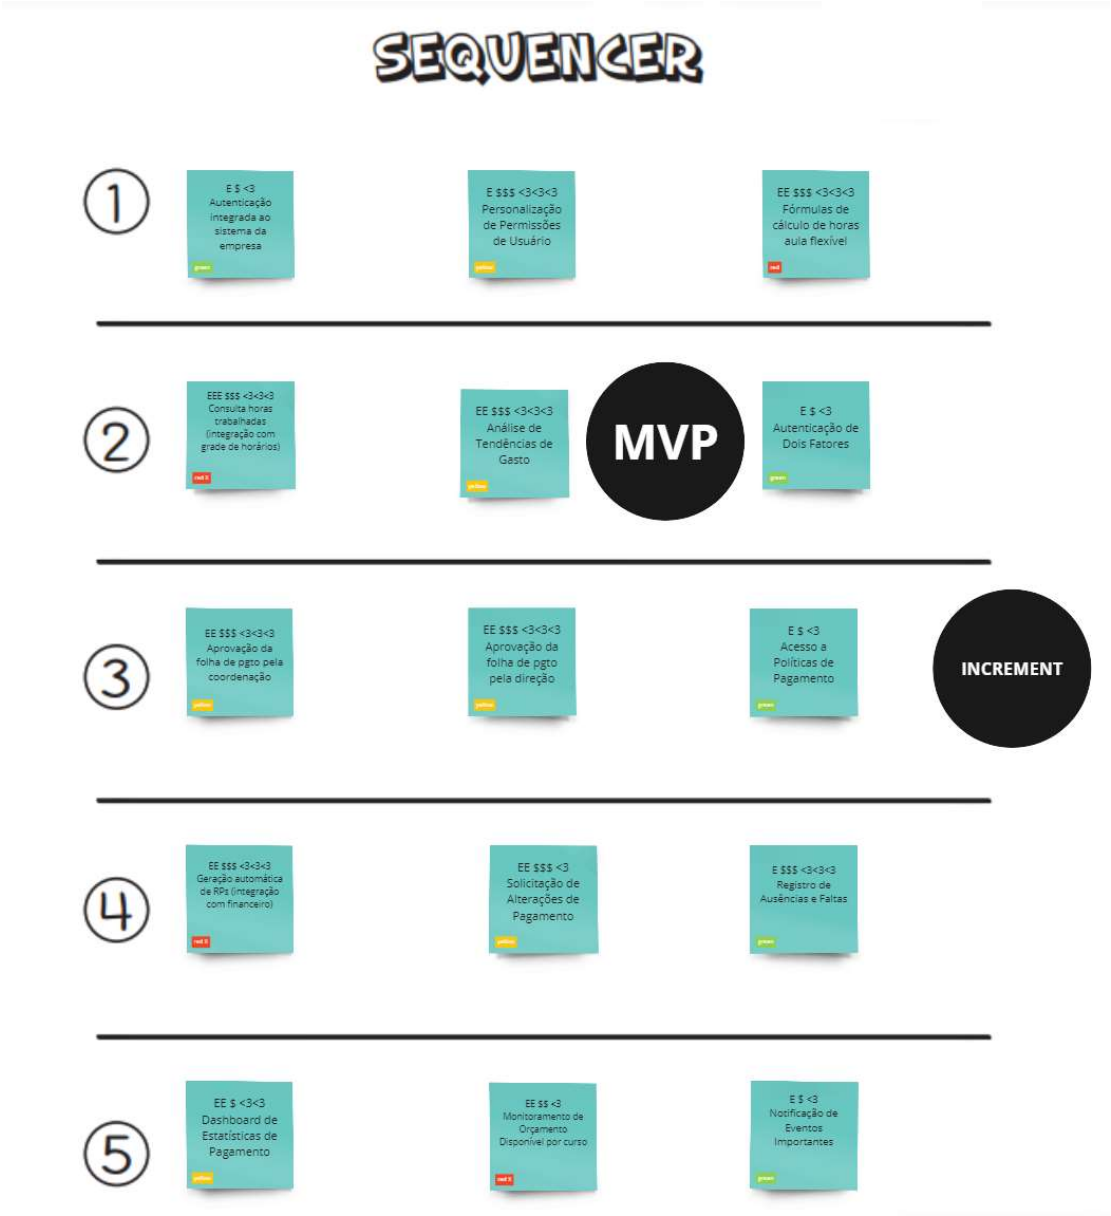 SEQUENCER
1
E $ <3
Autenticação
integrada ao
sistema da
empresa
green
E $$$ <3<3<3
Personalização
de Permissões
de Usuário
yellow
EE $$$ <3<3<3
Fórmulas de
cálculo de horas
aula flexível
red
2
EEE $$$ <3<3<3
Consulta horas
trabalhadas
(integração com
grade de horários)
red X
EE $$$ <3<3<3
Análise de
Tendências de
Gasto
yellow
MVP
E $ <3
Autenticação de
Dois Fatores
green
3
EE $$$ <3<3<3
Aprovação da
folha de pgto pela
coordenação
yellow
EE $$$ <3<3<3
Aprovação da
folha de pgto
pela direção
yellow
E $ <3
Acesso a
Políticas de
Pagamento
green
INCREMENT
4
EE $$$ <3<3<3
Geração automática
de RPs (integração
com financeiro)
red X
EE $$$ <3
Solicitação de
Alterações de
Pagamento
yellow
E $$$ <3<3<3
Registro de
Ausências e Faltas
green
5
EE $ <3<3
Dashboard de
Estatísticas de
Pagamento
yellow
EE $$ <3
Monitoramento de
Orçamento
Disponível por curso
red X
E $ <3
Notificação de
Eventos
Importantes
green